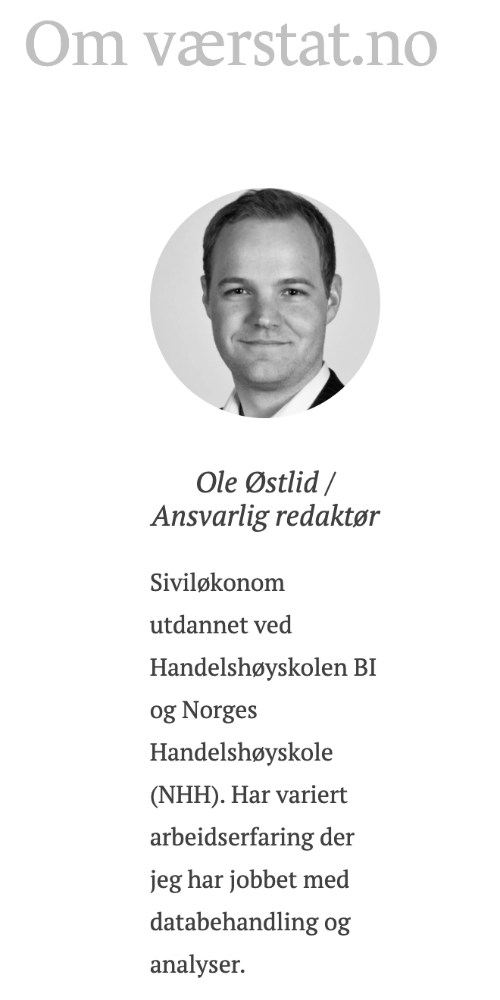 Om værstat.no
Ole Østlid /
Ansvarlig redaktør
Siviløkonom
utdannet ved
Handelshøyskolen BI
og Norges
Handelshøyskole
(NHH). Har variert
arbeidserfaring der
jeg har jobbet med
databehandling og
analyser.